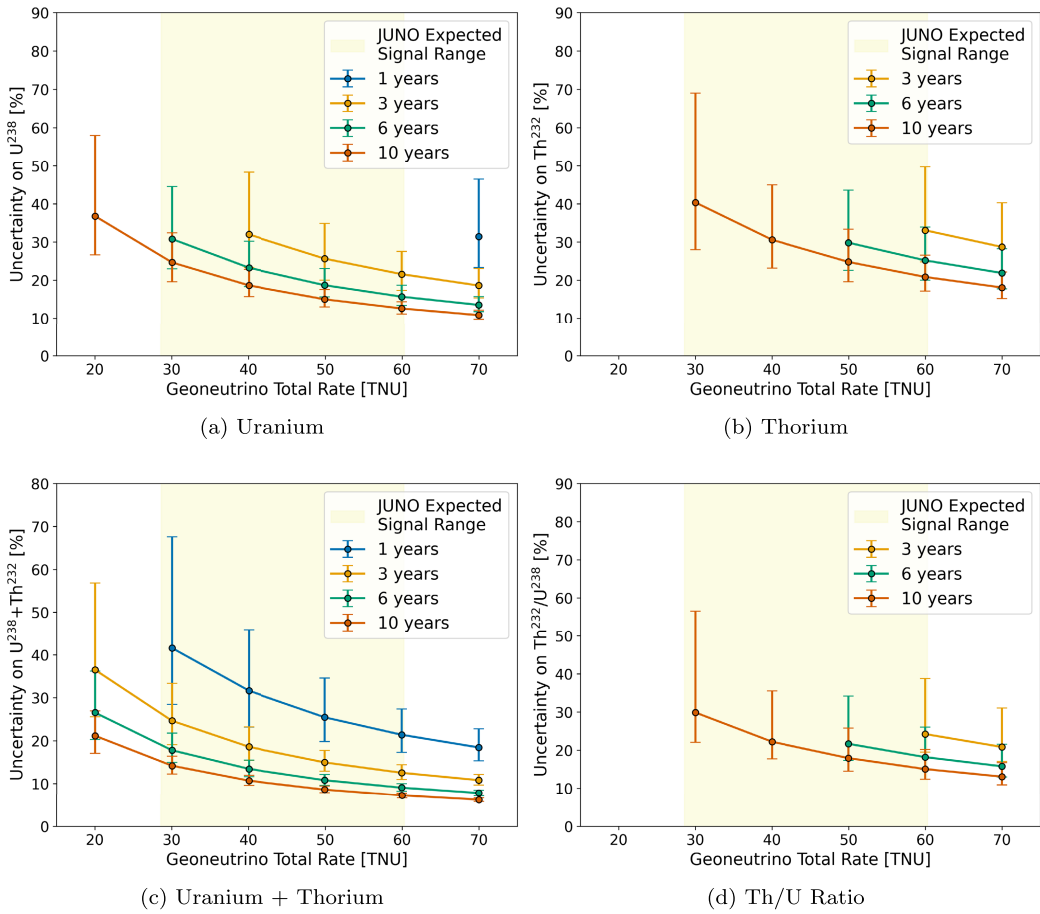 90
80
70
60
50
40
30
20
10
0
Uncertainty on U238 [%]
JUNO Expected
Signal Range
1 years
3 years
6 years
10 years
20 30 40 50 60 70
Geoneutrino Total Rate [TNU]
(a) Uranium
90
80
70
60
50
40
30
20
10
0
Uncertainty on Th232 [%]
JUNO Expected
Signal Range
3 years
6 years
10 years
20 30 40 50 60 70
Geoneutrino Total Rate [TNU]
(b) Thorium
80
70
60
50
40
30
20
10
0
Uncertainty on U238+Th232 [%]
JUNO Expected
Signal Range
1 years
3 years
6 years
10 years
20 30 40 50 60 70
Geoneutrino Total Rate [TNU]
(c) Uranium + Thorium
90
80
70
60
50
40
30
20
10
0
Uncertainty on Th232/U238 [%]
JUNO Expected
Signal Range
3 years
6 years
10 years
20 30 40 50 60 70
Geoneutrino Total Rate [TNU]
(d) Th/U Ratio